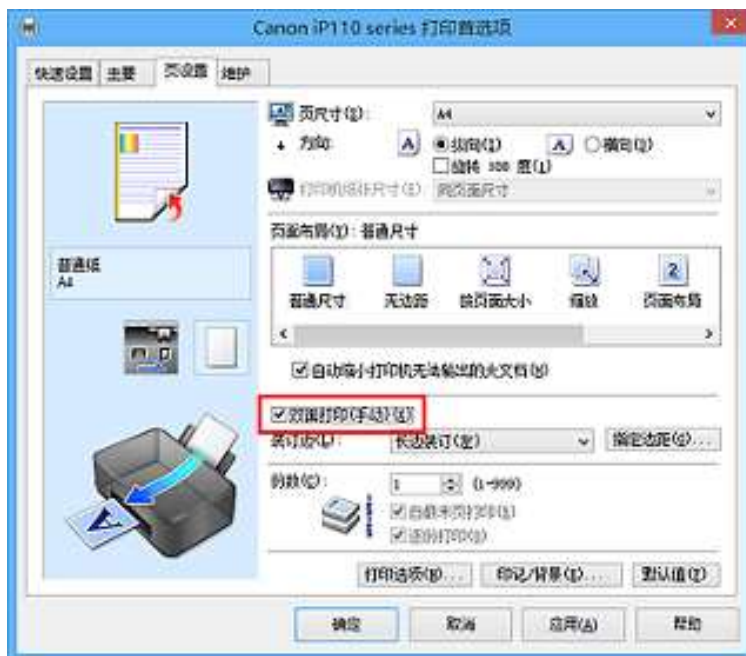 Canon iP110 series 打印首选项
快速设置 主要 页设置 维护
页尺寸(Z): A4
方向: A 纵向(I) A 横向(Q)
旋转 180 度(J)
打印机纸张尺寸(E) 同页面尺寸
页面布局(Y): 普通尺寸
普通纸
A4
普通尺寸 无边距 按页面大小 缩放 页面布局
自动缩小打印机无法输出的大文档(N)
双面打印(手动)(X)
装订边(L): 长边装订(左) 指定边距(G)...
份数(C): 1 (1-999)
自最末页打印(S)
逐份打印(O)
打印选项(N)... 印记/背景(K)... 默认值(F)
确定 取消 应用(A) 帮助